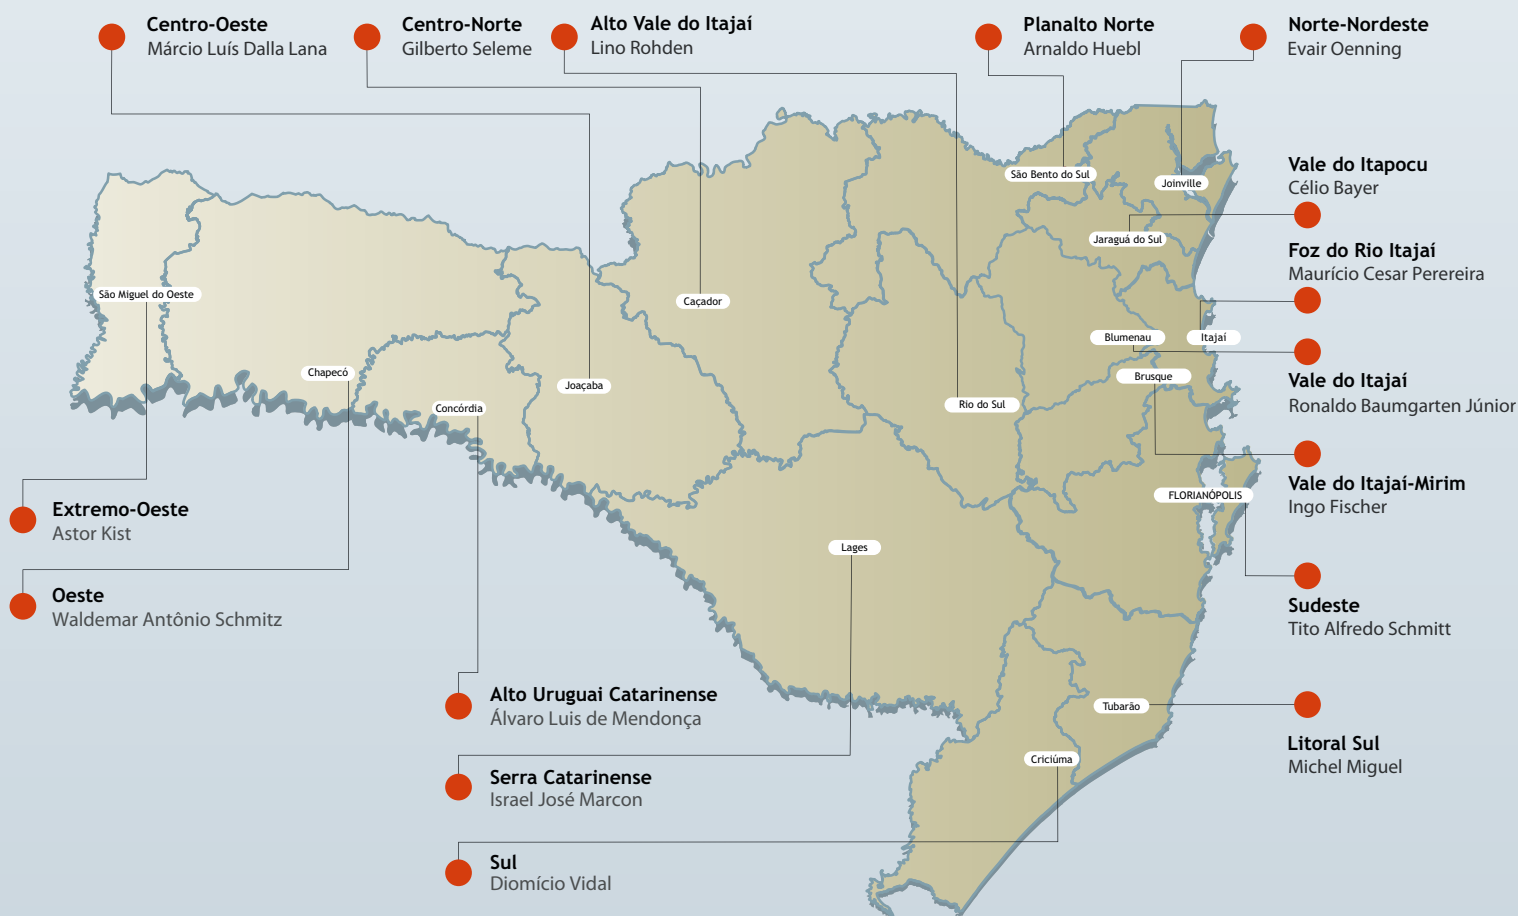 Centro-Oeste
Márcio Luís Dalla Lana
Centro-Norte
Gilberto Seleme
Alto Vale do Itajaí
Lino Rohden
Planalto Norte
Arnaldo Huebl
Norte-Nordeste
Evair Oenning
Vale do Itapocu
Célio Bayer
Foz do Rio Itajaí
Maurício Cesar Perereira
Vale do Itajaí
Ronaldo Baumgarten Júnior
Vale do Itajaí-Mirim
Ingo Fischer
Sudeste
Tito Alfredo Schmitt
Litoral Sul
Michel Miguel
Extremo-Oeste
Astor Kist
Oeste
Waldemar Antônio Schmitz
Alto Uruguai Catarinense
Álvaro Luis de Mendonça
Serra Catarinense
Israel José Marcon
Sul
Diomício Vidal
São Bento do Sul
Joinville
Jaraguá do Sul
São Miguel do Oeste
Caçador
Blumenau
Itajaí
Chapecó
Brusque
Joaçaba
Concórdia
Rio do Sul
FLORIANÓPOLIS
Lages
Tubarão
Criciúma